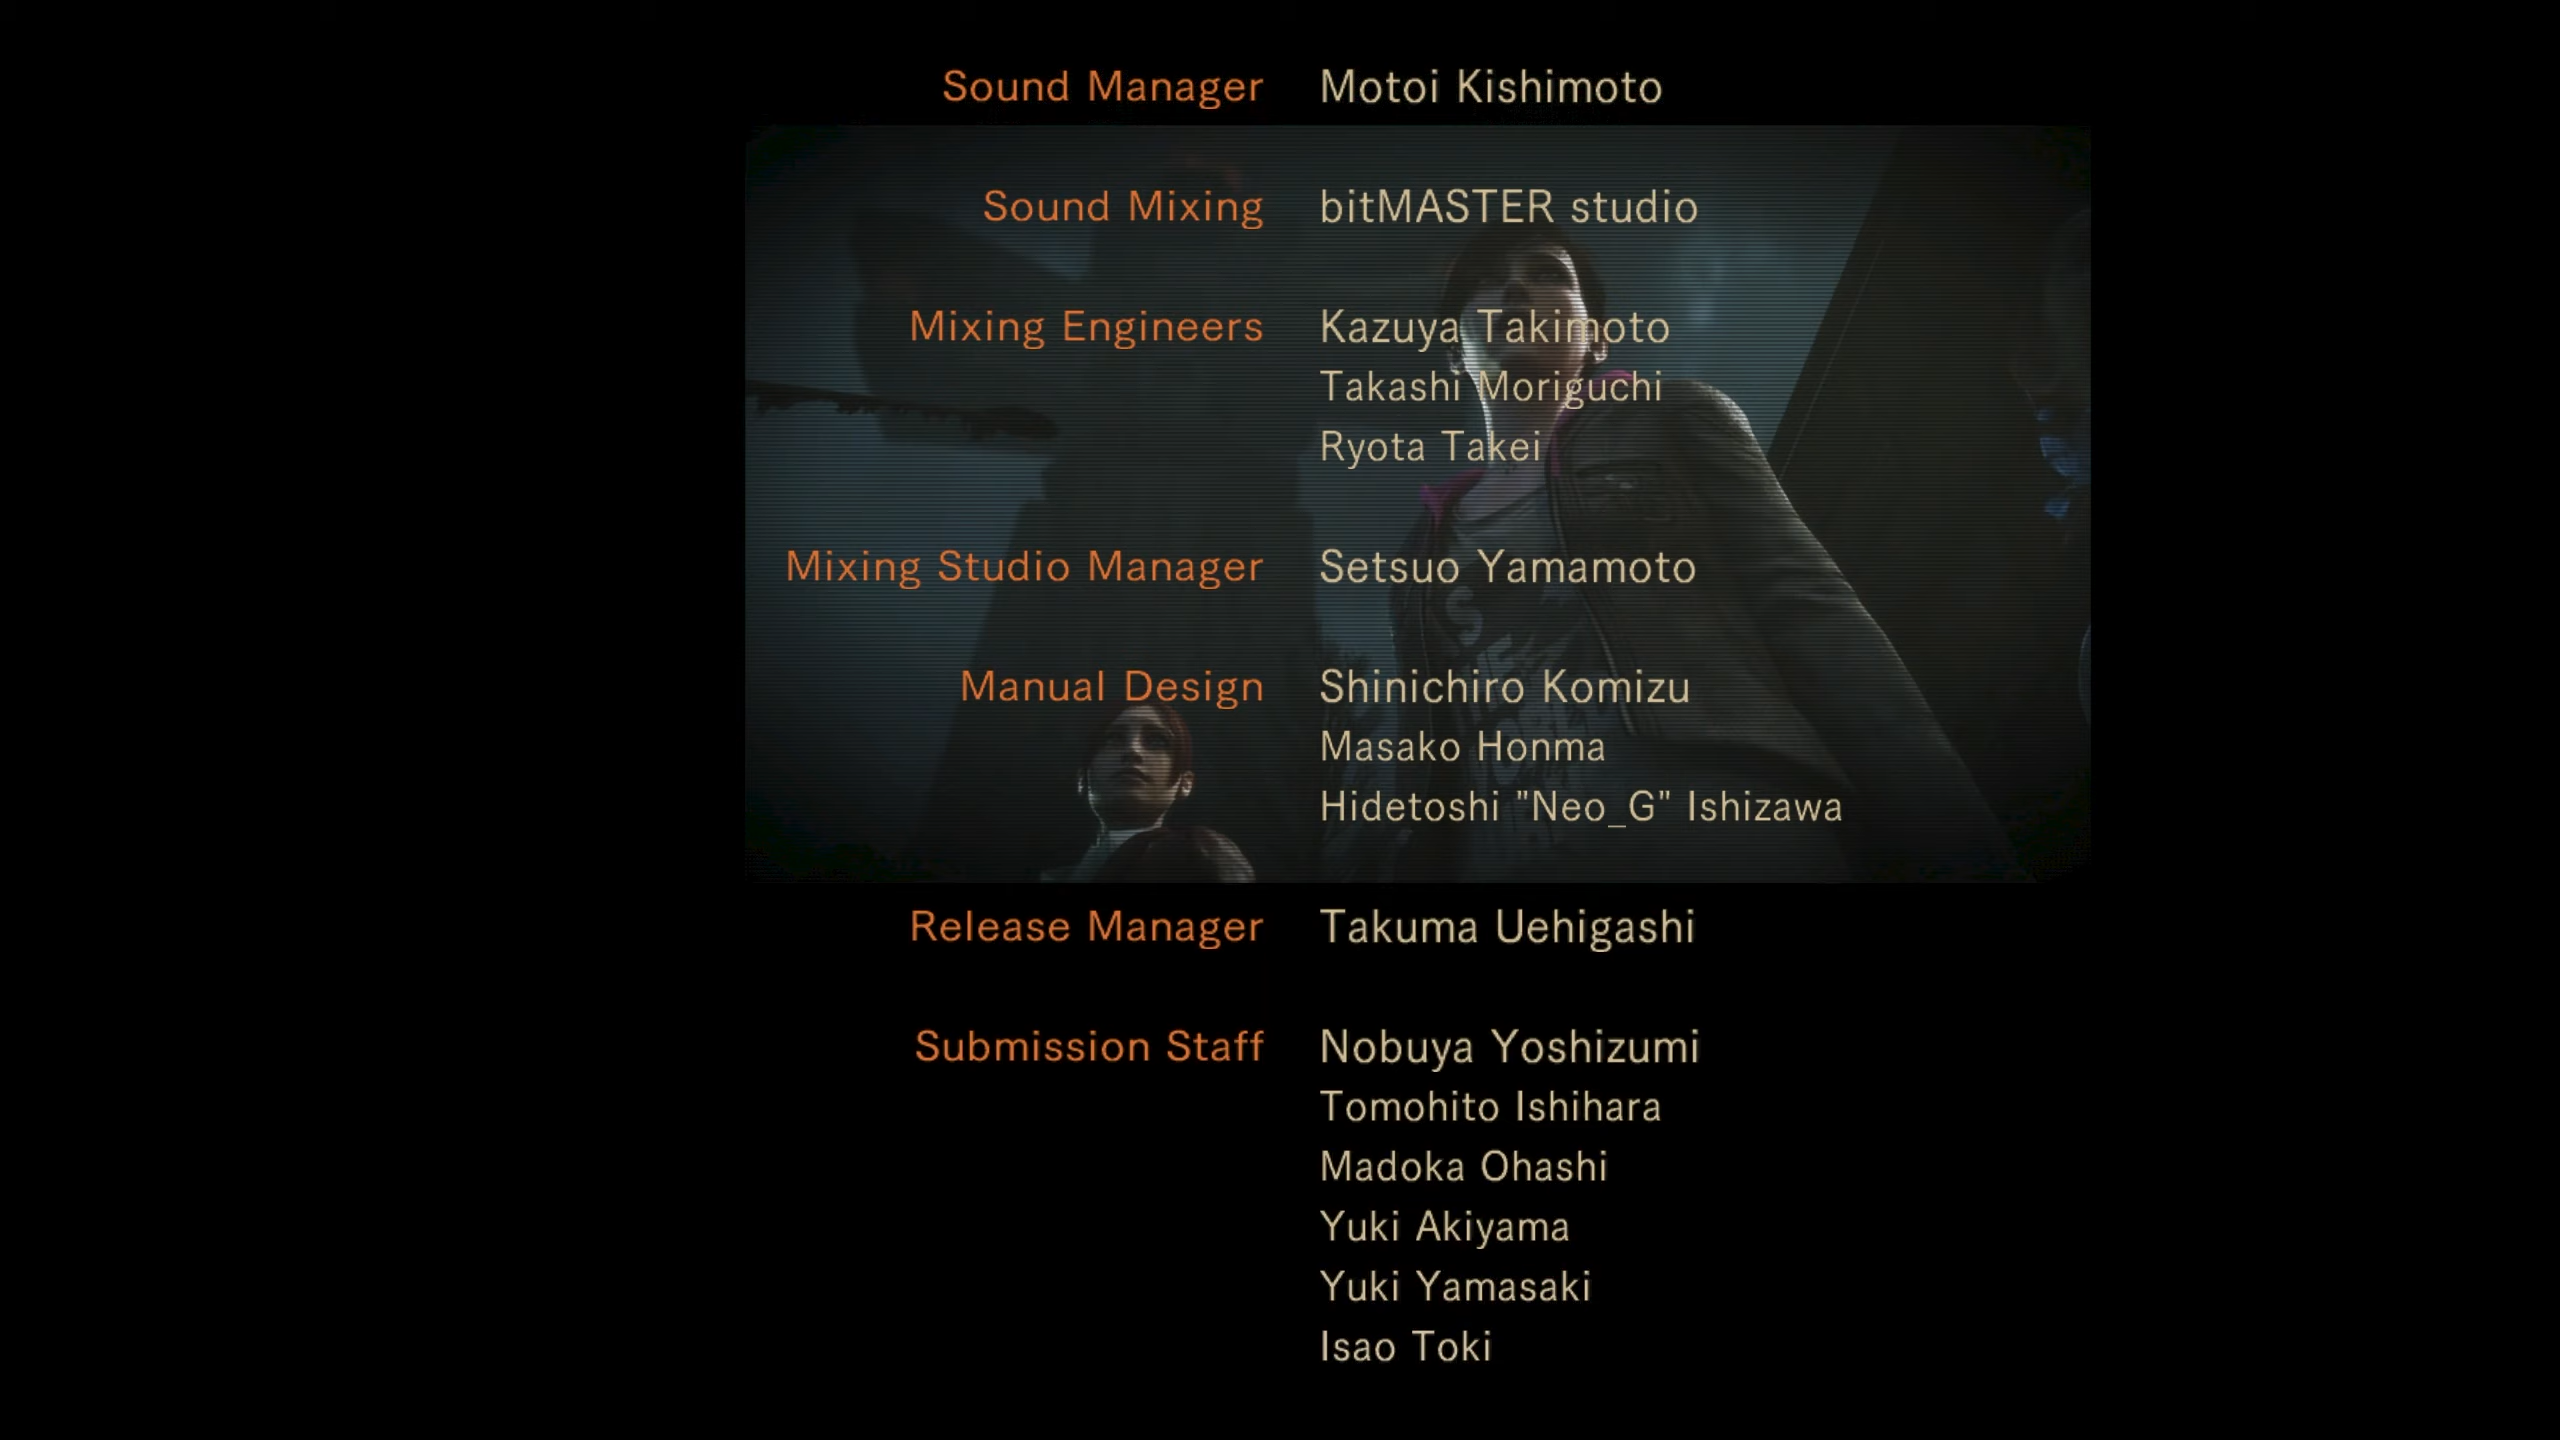 Sound Manager Motoi Kishimoto
Sound Mixing bitMASTER studio
Mixing Engineers Kazuya Takimoto
Takashi Moriguchi
Ryota Takei
Mixing Studio Manager Setsuo Yamamoto
Manual Design Shinichiro Komizu
Masako Honma
Hidetoshi "Neo_G" Ishizawa
Release Manager Takuma Uehigashi
Submission Staff Nobuya Yoshizumi
Tomohito Ishihara
Madoka Ohashi
Yuki Akiyama
Yuki Yamasaki
Isao Toki